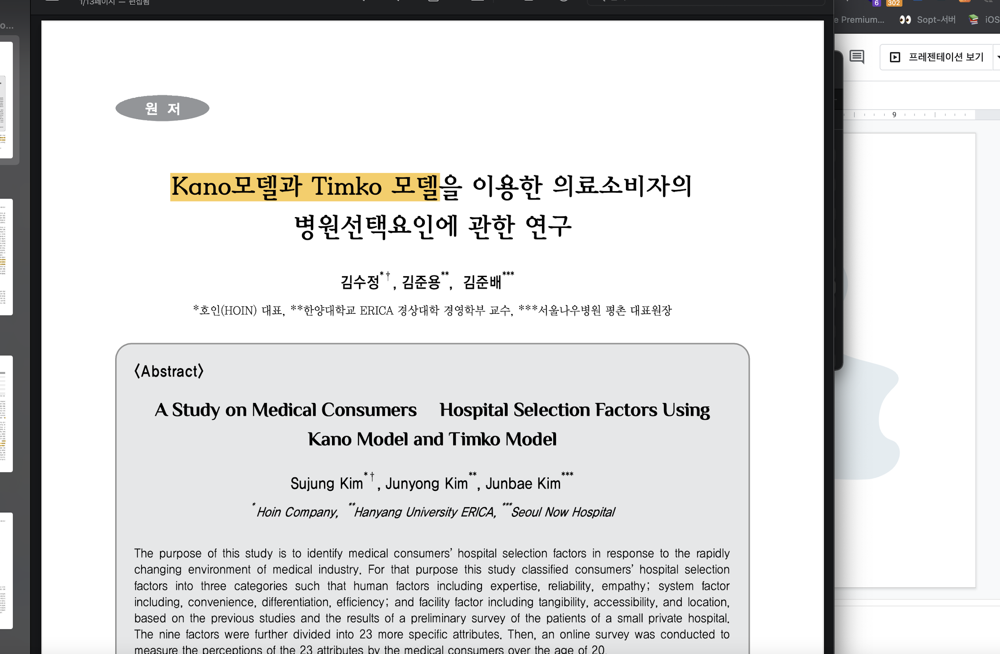 1/13페이지 — 편집됨
6
302
e Premium...
Sopt-서버
iOS
o...
프레젠테이션 보기
9
원 저
Kano모델과 Timko 모델을 이용한 의료소비자의
병원선택요인에 관한 연구
김수정*†, 김준용**, 김준배***
*호인(HOIN) 대표, **한양대학교 ERICA 경상대학 경영학부 교수, ***서울나우병원 평촌 대표원장
〈Abstract〉
A Study on Medical Consumers Hospital Selection Factors Using
Kano Model and Timko Model
Sujung Kim*†, Junyong Kim**, Junbae Kim***
*Hoin Company, **Hanyang University ERICA, ***Seoul Now Hospital
The purpose of this study is to identify medical consumers’ hospital selection factors in response to the rapidly
changing environment of medical industry. For that purpose this study classified consumers’ hospital selection
factors into three categories such that human factors including expertise, reliability, empathy; system factor
including, convenience, differentiation, efficiency; and facility factor including tangibility, accessibility, and location,
based on the previous studies and the results of a preliminary survey of the patients of a small private hospital.
The nine factors were further divided into 23 more specific attributes. Then, an online survey was conducted to
measure the perceptions of the 23 attributes by the medical consumers over the age of 20.